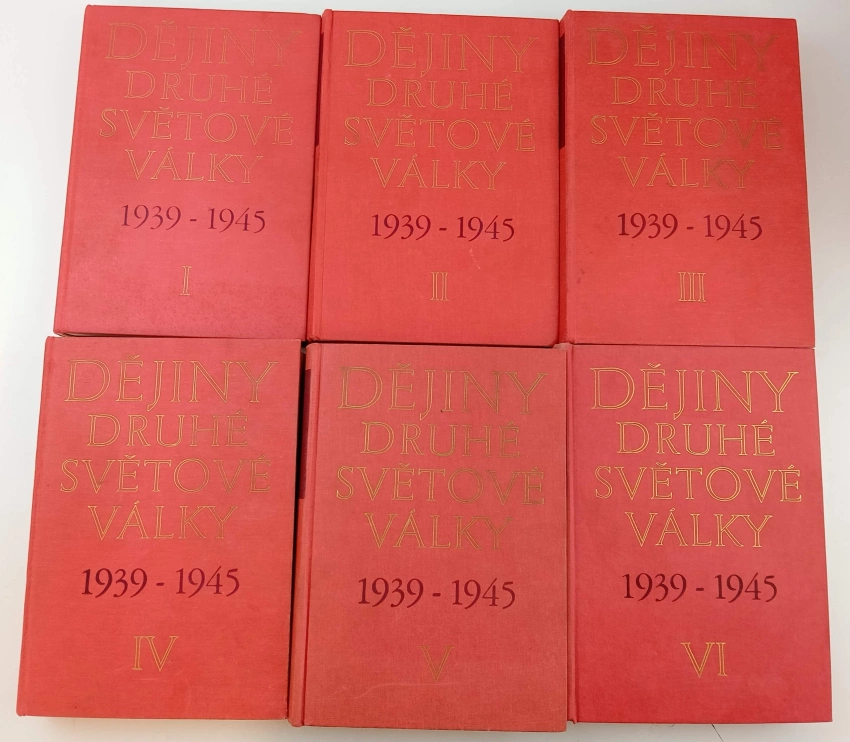 DĚJINY
DRUHÉ
SVĚTOVÉ
VÁLKY
1939 - 1945
I
DĚJINY
DRUHÉ
SVĚTOVÉ
VÁLKY
1939 - 1945
II
DĚJINY
DRUHÉ
SVĚTOVÉ
VÁLKY
1939 - 1945
III
DĚJINY
DRUHÉ
SVĚTOVÉ
VÁLKY
1939 - 1945
IV
DĚJINY
DRUHÉ
SVĚTOVÉ
VÁLKY
1939 - 1945
V
DĚJINY
DRUHÉ
SVĚTOVÉ
VÁLKY
1939 - 1945
VI